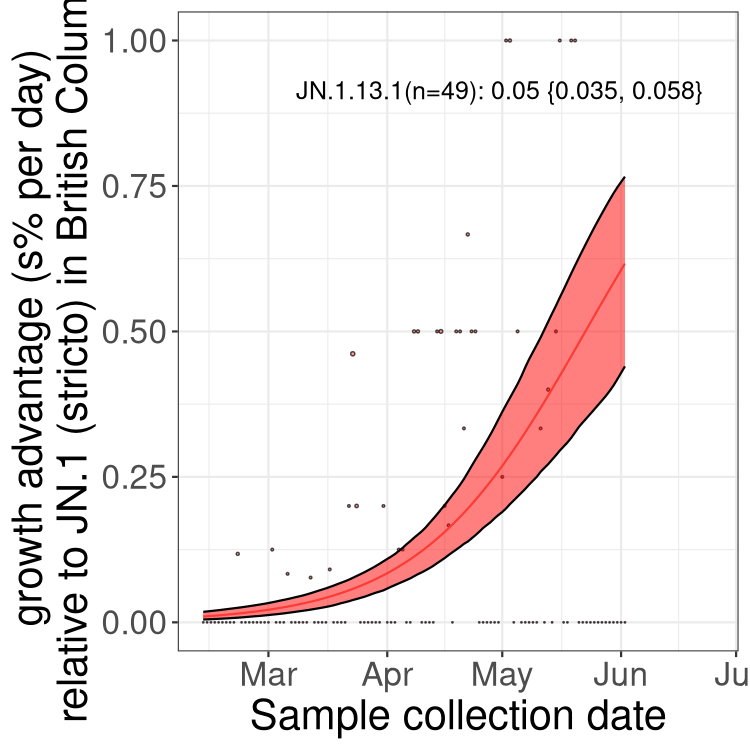 growth advantage (s% per day)
relative to JN.1 (stricto) in British Colum
1.00
0.75
0.50
0.25
0.00
JN.1.13.1(n=49): 0.05 {0.035, 0.058}
Mar Apr May Jun Ju
Sample collection date